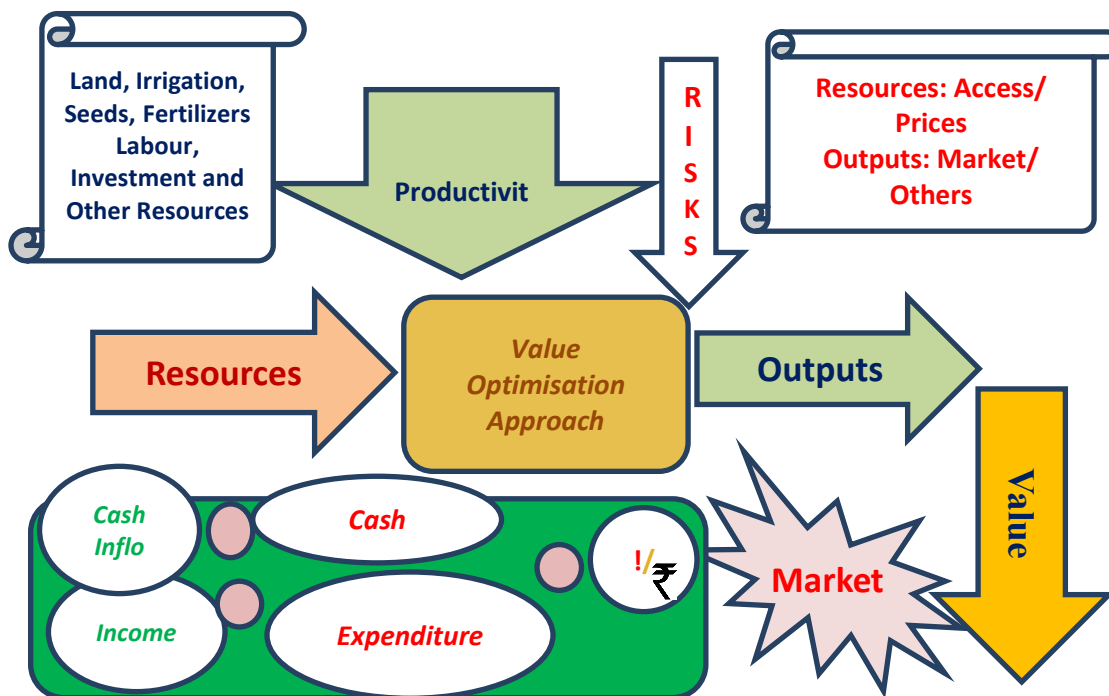 Land, Irrigation,
Seeds, Fertilizers
Labour,
Investment and
Other Resources
Productivit
R
I
S
K
S
Resources: Access/
Prices
Outputs: Market/
Others
Resources
Value
Optimisation
Approach
Outputs
Value
Cash
Inflo
Cash
!/₹
Market
Income
Expenditure